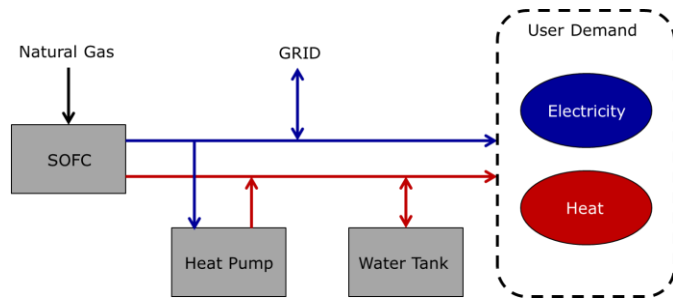 User Demand
Natural Gas
GRID
Electricity
SOFC
Heat
Heat Pump
Water Tank